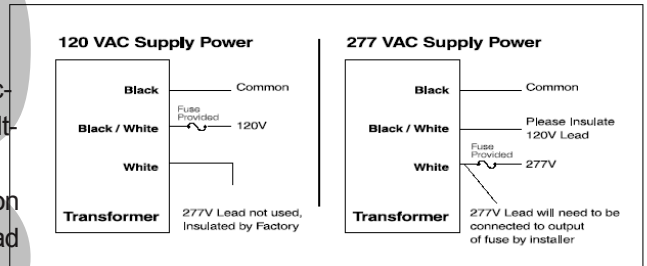 120 VAC Supply Power
Black
Common
Fuse
Provided
Black / White
120V
White
Transformer
277V Lead not used,
Insulated by Factory
277 VAC Supply Power
Black
Common
Black / White
Please Insulate
120V Lead
Fuse
Provided
White
277V
Transformer
277V Lead will need to be
connected to output
of fuse by installer